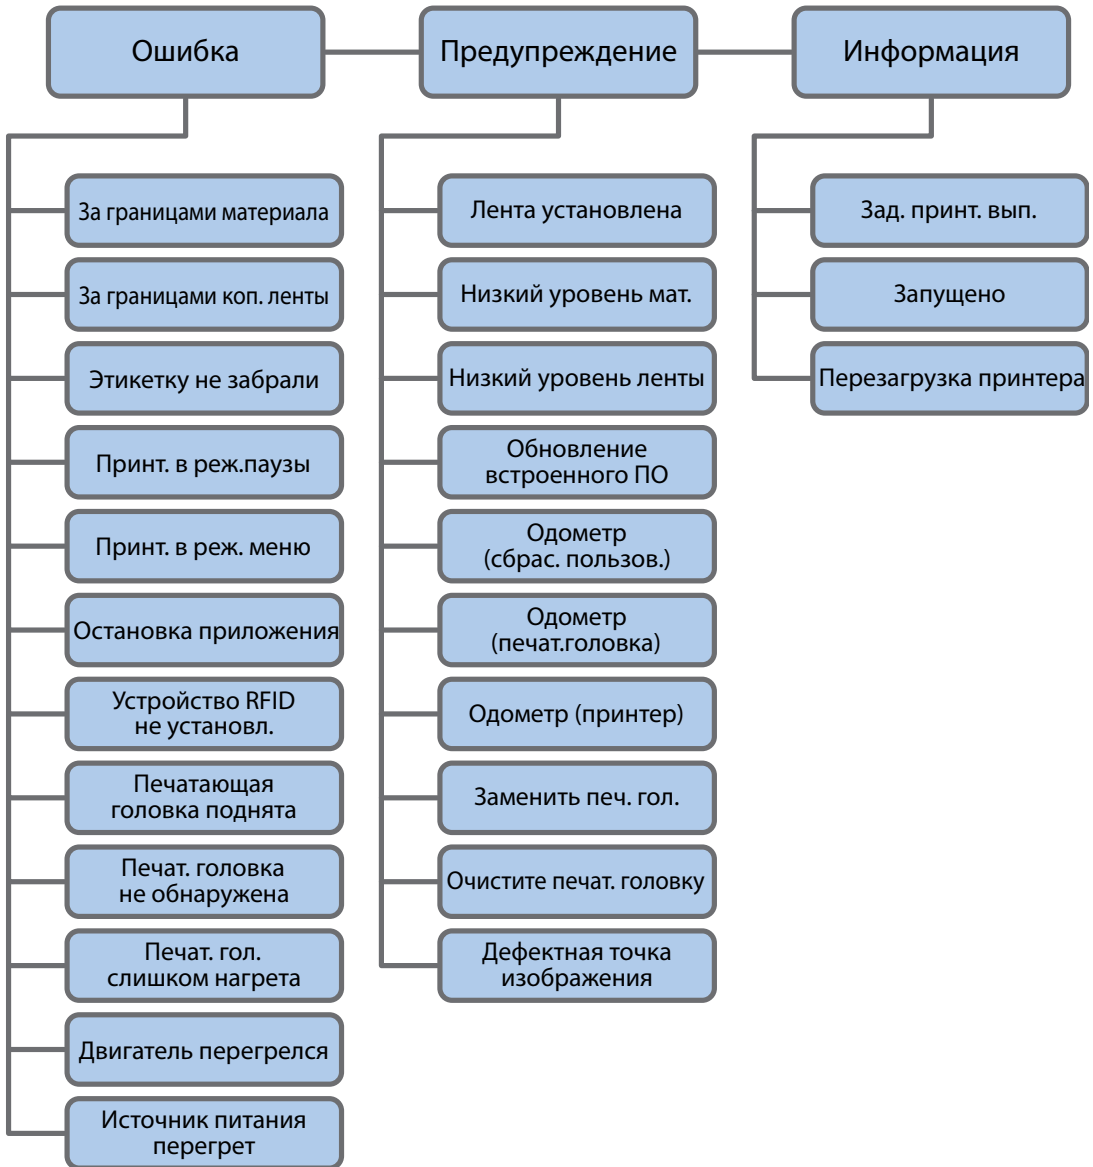 Ошибка
Предупреждение
Информация
За границами материала
За границами коп. ленты
Этикетку не забрали
Принт. в реж.паузы
Принт. в реж. меню
Остановка приложения
Устройство RFID
не установл.
Печатающая
головка поднята
Печат. головка
не обнаружена
Печат. гол.
слишком нагрета
Двигатель перегрелся
Источник питания
перегрет
Лента установлена
Низкий уровень мат.
Низкий уровень ленты
Обновление
встроенного ПО
Одометр
(сбрас. пользов.)
Одометр
(печат.головка)
Одометр (принтер)
Заменить печ. гол.
Очистите печат. головку
Дефектная точка
изображения
Зад. принт. вып.
Запущено
Перезагрузка принтера